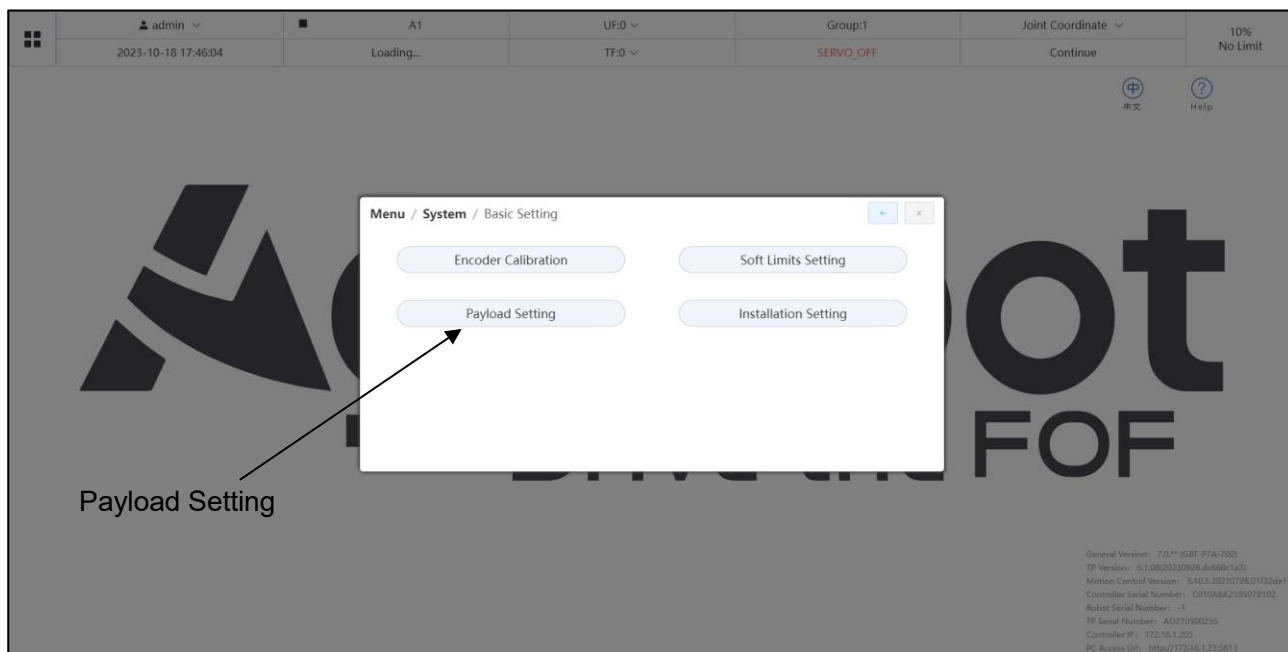 admin
A1
UF:0
Group:1
Joint Coordinate
10%
No Limit
2023-10-18 17:46:04
Loading...
TF:0
SERVO_OFF
Continue
中
中文
?
Help
Menu / System / Basic Setting
Encoder Calibration
Soft Limits Setting
Payload Setting
Installation Setting
ot
FOF
Payload Setting
General Version: 7.0.** (GBT-P7A-700)
TP Version: 6.1.08(20230926.dc668c1a3)
Motion Control Version: 5.10.5.20230726.01f32de1
Controller Serial Number: C010A8A2105078102
Robot Serial Number: -1
TP Serial Number: AD210500256
Controller IP: 172.16.1.203
PC Access Url: http://172.16.1.23:5613